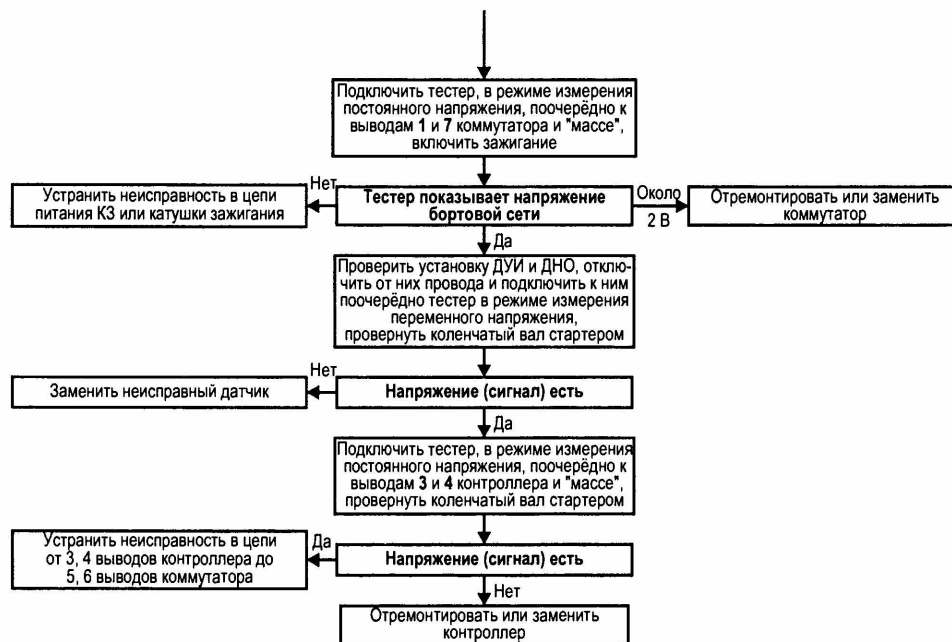 Подключить тестер, в режиме измерения
постоянного напряжения, поочерёдно к
выводам 1 и 7 коммутатора и "массе",
включить зажигание
Устранить неисправность в цепи
питания КЗ или катушки зажигания
Нет
Тестер показывает напряжение
бортовой сети
Около
2 В
Отремонтировать или заменить
коммутатор
Да
Проверить установку ДУИ и ДНО, отклю-
чить от них провода и подключить к ним
поочерёдно тестер в режиме измерения
переменного напряжения,
провернуть коленчатый вал стартером
Заменить неисправный датчик
Нет
Напряжение (сигнал) есть
Да
Подключить тестер, в режиме измерения
постоянного напряжения, поочерёдно к
выводам 3 и 4 контроллера и "массе",
провернуть коленчатый вал стартером
Устранить неисправность в цепи
от 3, 4 выводов контроллера до
5, 6 выводов коммутатора
Да
Напряжение (сигнал) есть
Нет
Отремонтировать или заменить
контроллер